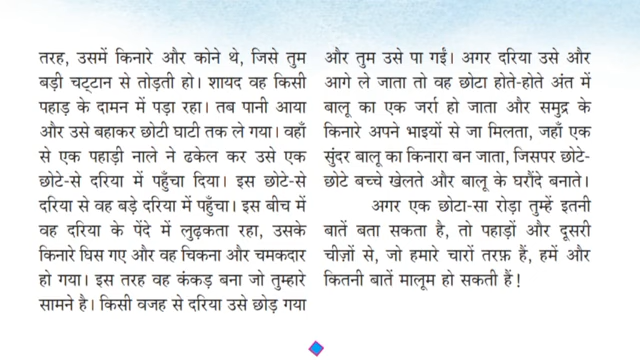 तरह, उसमें किनारे और कोने थे, जिसे तुम
बड़ी चट्टान से तोड़ती हो। शायद वह किसी
पहाड़ के दामन में पड़ा रहा। तब पानी आया
और उसे बहाकर छोटी घाटी तक ले गया। वहाँ
से एक पहाड़ी नाले ने ढकेल कर उसे एक
छोटे-से दरिया में पहुँचा दिया। इस छोटे-से
दरिया से वह बड़े दरिया में पहुँचा। इस बीच में
वह दरिया के पेंदे में लुढ़कता रहा, उसके
किनारे घिस गए और वह चिकना और चमकदार
हो गया। इस तरह वह कंकड़ बना जो तुम्हारे
सामने है। किसी वजह से दरिया उसे छोड़ गया
और तुम उसे पा गईं। अगर दरिया उसे और
आगे ले जाता तो वह छोटा होते-होते अंत में
बालू का एक जर्रा हो जाता और समुद्र के
किनारे अपने भाइयों से जा मिलता, जहाँ एक
सुंदर बालू का किनारा बन जाता, जिसपर छोटे-
छोटे बच्चे खेलते और बालू के घरौंदे बनाते।
अगर एक छोटा-सा रोड़ा तुम्हें इतनी
बातें बता सकता है, तो पहाड़ों और दूसरी
चीज़ों से, जो हमारे चारों तरफ़ हैं, हमें और
कितनी बातें मालूम हो सकती हैं!